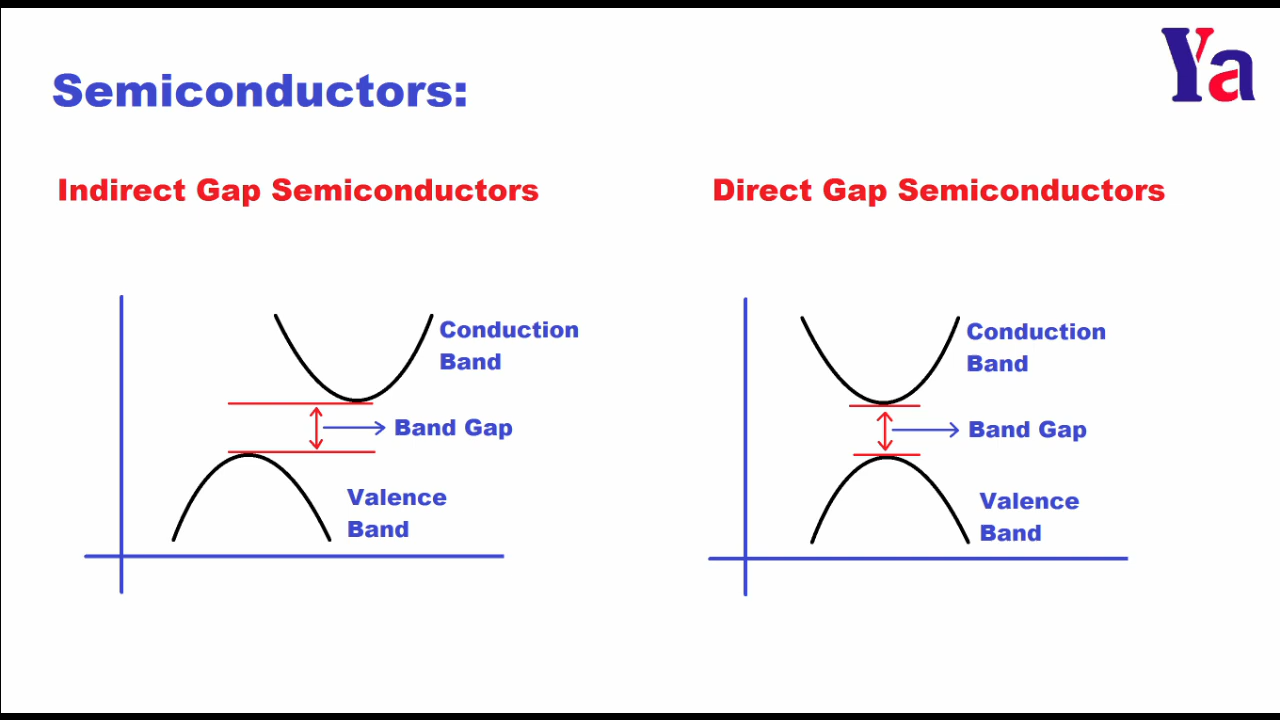 Ya
Semiconductors:
Indirect Gap Semiconductors
Conduction
Band
Band Gap
Valence
Band
Direct Gap Semiconductors
Conduction
Band
Band Gap
Valence
Band